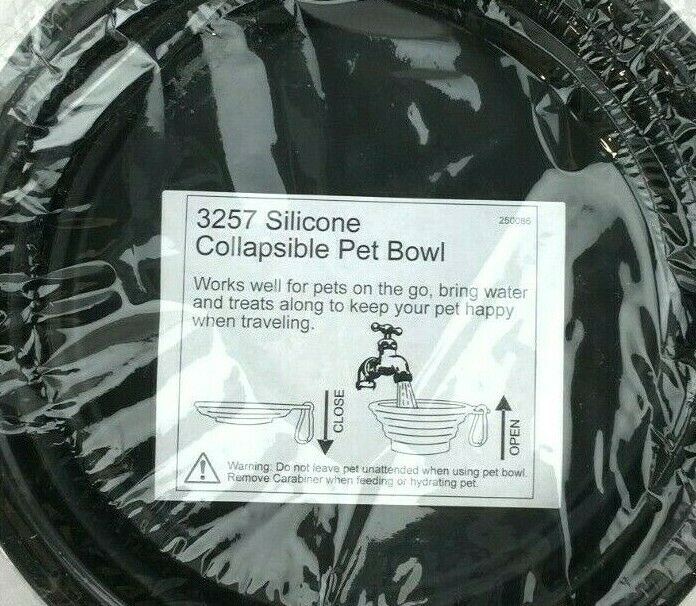 3257 Silicone
250086
Collapsible Pet Bowl
Works well for pets on the go, bring water
and treats along to keep your pet happy
when traveling.
CLOSE
OPEN
Warning: Do not leave pet unattended when using pet bowl.
Remove Carabiner when feeding or hydrating pet.